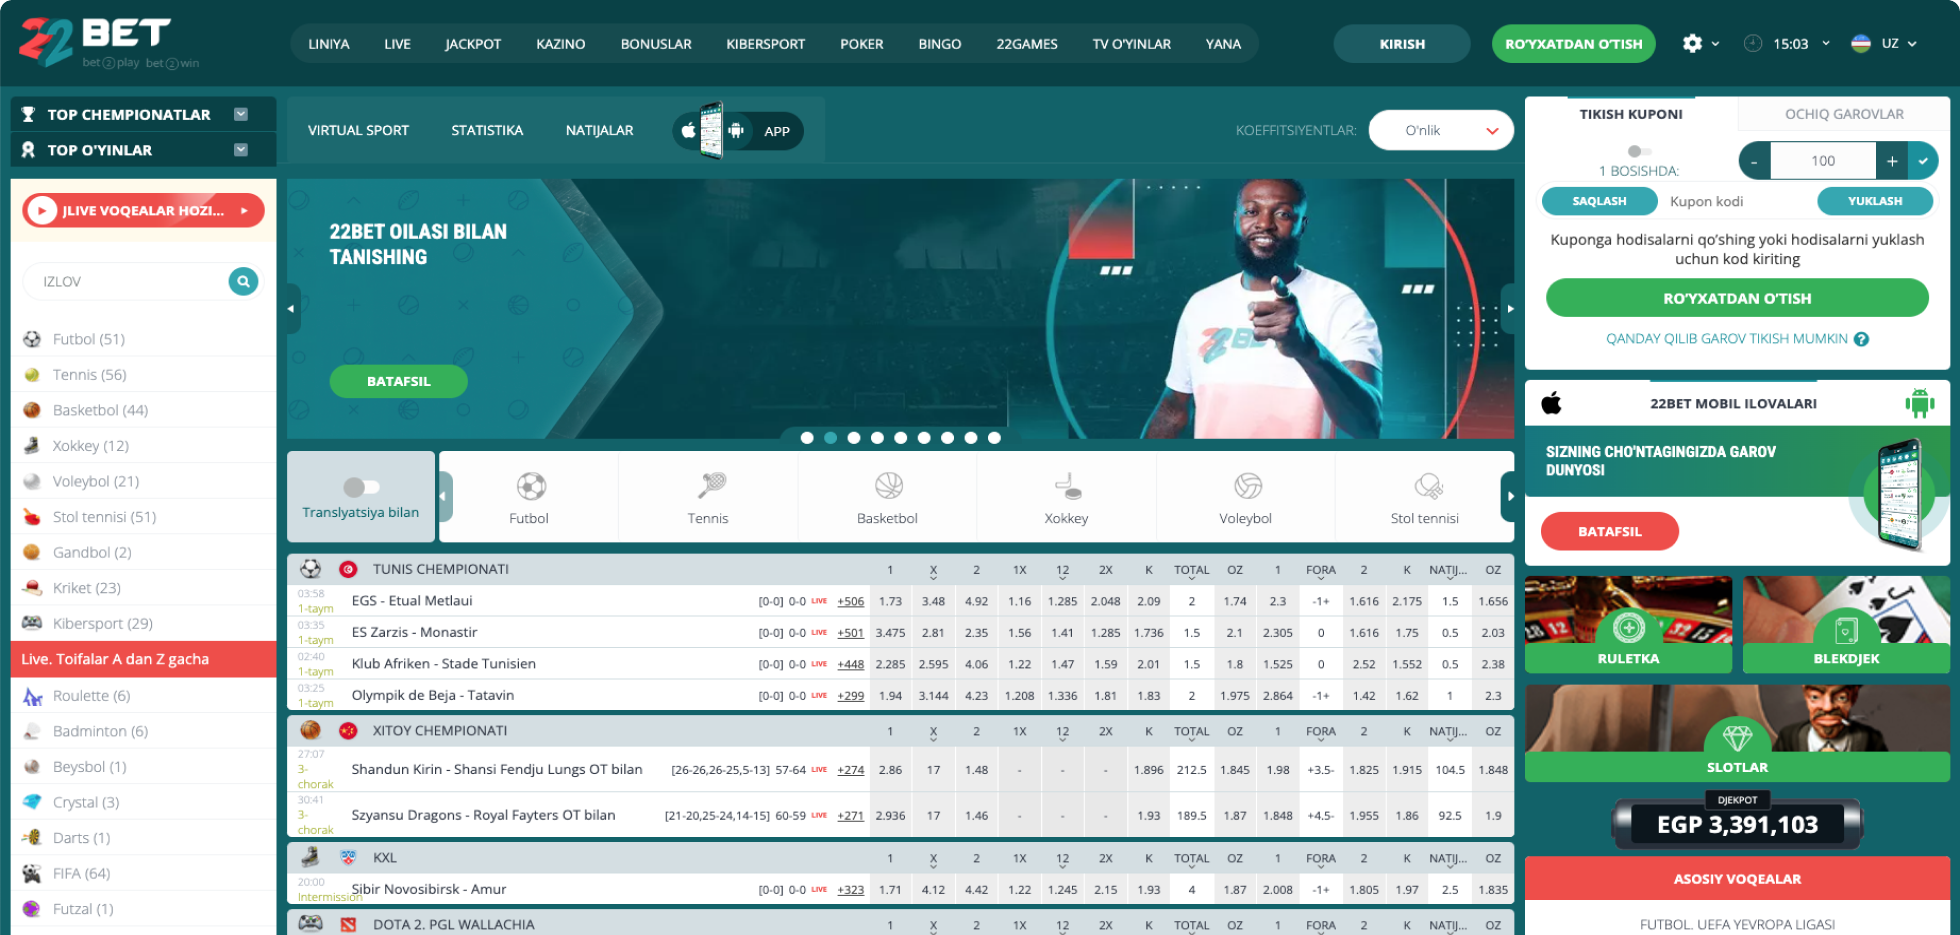 22 BET
bet 2 play bet 2 win
LINIYA LIVE JACKPOT KAZINO BONUSLAR KIBERSPORT POKER BINGO 22GAMES TV O'YINLAR YANA
KIRISH
RO'YXATDAN O'TISH
15:03
UZ
TOP CHEMPIONATLAR
TOP O'YINLAR
JLIVE VOQEALAR HOZI...
IZLOV
Futbol (51)
Tennis (56)
Basketbol (44)
Xokkey (12)
Voleybol (21)
Stol tennisi (51)
Gandbol (2)
Kriket (23)
Kibersport (29)
Live. Toifalar A dan Z gacha
Roulette (6)
Badminton (6)
Beysbol (1)
Crystal (3)
Darts (1)
FIFA (64)
Futzal (1)
VIRTUAL SPORT STATISTIKA NATIJALAR APP
KOEFFITSIYENTLAR: O'nlik
22BET OILASI BILAN
TANISHING
BATAFSIL
22BET
Translyatsiya bilan
Futbol Tennis Basketbol Xokkey Voleybol Stol tennisi
TUNIS CHEMPIONATI 1 X 2 1X 12 2X K TOTAL OZ 1 FORA 2 K NATIJ... OZ
03:58
1-taym
EGS - Etual Metlaui [0-0] 0-0 LIVE +506 1.73 3.48 4.92 1.16 1.285 2.048 2.09 2 1.74 2.3 -1+ 1.616 2.175 1.5 1.656
03:35
1-taym
ES Zarzis - Monastir [0-0] 0-0 LIVE +501 3.475 2.81 2.35 1.56 1.41 1.285 1.736 1.5 2.1 2.305 0 1.616 1.75 0.5 2.03
02:40
1-taym
Klub Afriken - Stade Tunisien [0-0] 0-0 LIVE +448 2.285 2.595 4.06 1.22 1.47 1.59 2.01 1.5 1.8 1.525 0 2.52 1.552 0.5 2.38
03:25
1-taym
Olympik de Beja - Tatavin [0-0] 0-0 LIVE +299 1.94 3.144 4.23 1.208 1.336 1.81 1.83 2 1.975 2.864 -1+ 1.42 1.62 1 2.3
XITOY CHEMPIONATI 1 X 2 1X 12 2X K TOTAL OZ 1 FORA 2 K NATIJ... OZ
27:07
3-
chorak
Shandun Kirin - Shansi Fendju Lungs OT bilan [26-26,26-25,5-13] 57-64 LIVE +274 2.86 17 1.48 - - - 1.896 212.5 1.845 1.98 +3.5- 1.825 1.915 104.5 1.848
30:41
3-
chorak
Szyansu Dragons - Royal Fayters OT bilan [21-20,25-24,14-15] 60-59 LIVE +271 2.936 17 1.46 - - - 1.93 189.5 1.87 1.848 +4.5- 1.955 1.86 92.5 1.9
KXL 1 X 2 1X 12 2X K TOTAL OZ 1 FORA 2 K NATIJ... OZ
20:00
Intermission
Sibir Novosibirsk - Amur [0-0] 0-0 LIVE +323 1.71 4.12 4.42 1.22 1.245 2.15 1.93 4 1.87 2.008 -1+ 1.805 1.97 2.5 1.835
DOTA 2. PGL WALLACHIA 1 X 2 1X 12 2X K TOTAL OZ 1 FORA 2 K NATIJ... OZ
TIKISH KUPONI OCHIQ GAROVLAR
1 BOSISHDA:
- 100 +
SAQLASH Kupon kodi YUKLASH
Kuponga hodisalarni qo'shing yoki hodisalarni yuklash
uchun kod kiriting
RO'YXATDAN O'TISH
QANDAY QILIB GAROV TIKISH MUMKIN ?
22BET MOBIL ILOVALARI
SIZNING CHO'NTAGINGIZDA GAROV
DUNYOSI
BATAFSIL
RULETKA
BLEKDJEK
SLOTLAR
DJEKPOT
EGP 3,391,103
ASOSIY VOQEALAR
FUTBOL. UEFA YEVROPA LIGASI